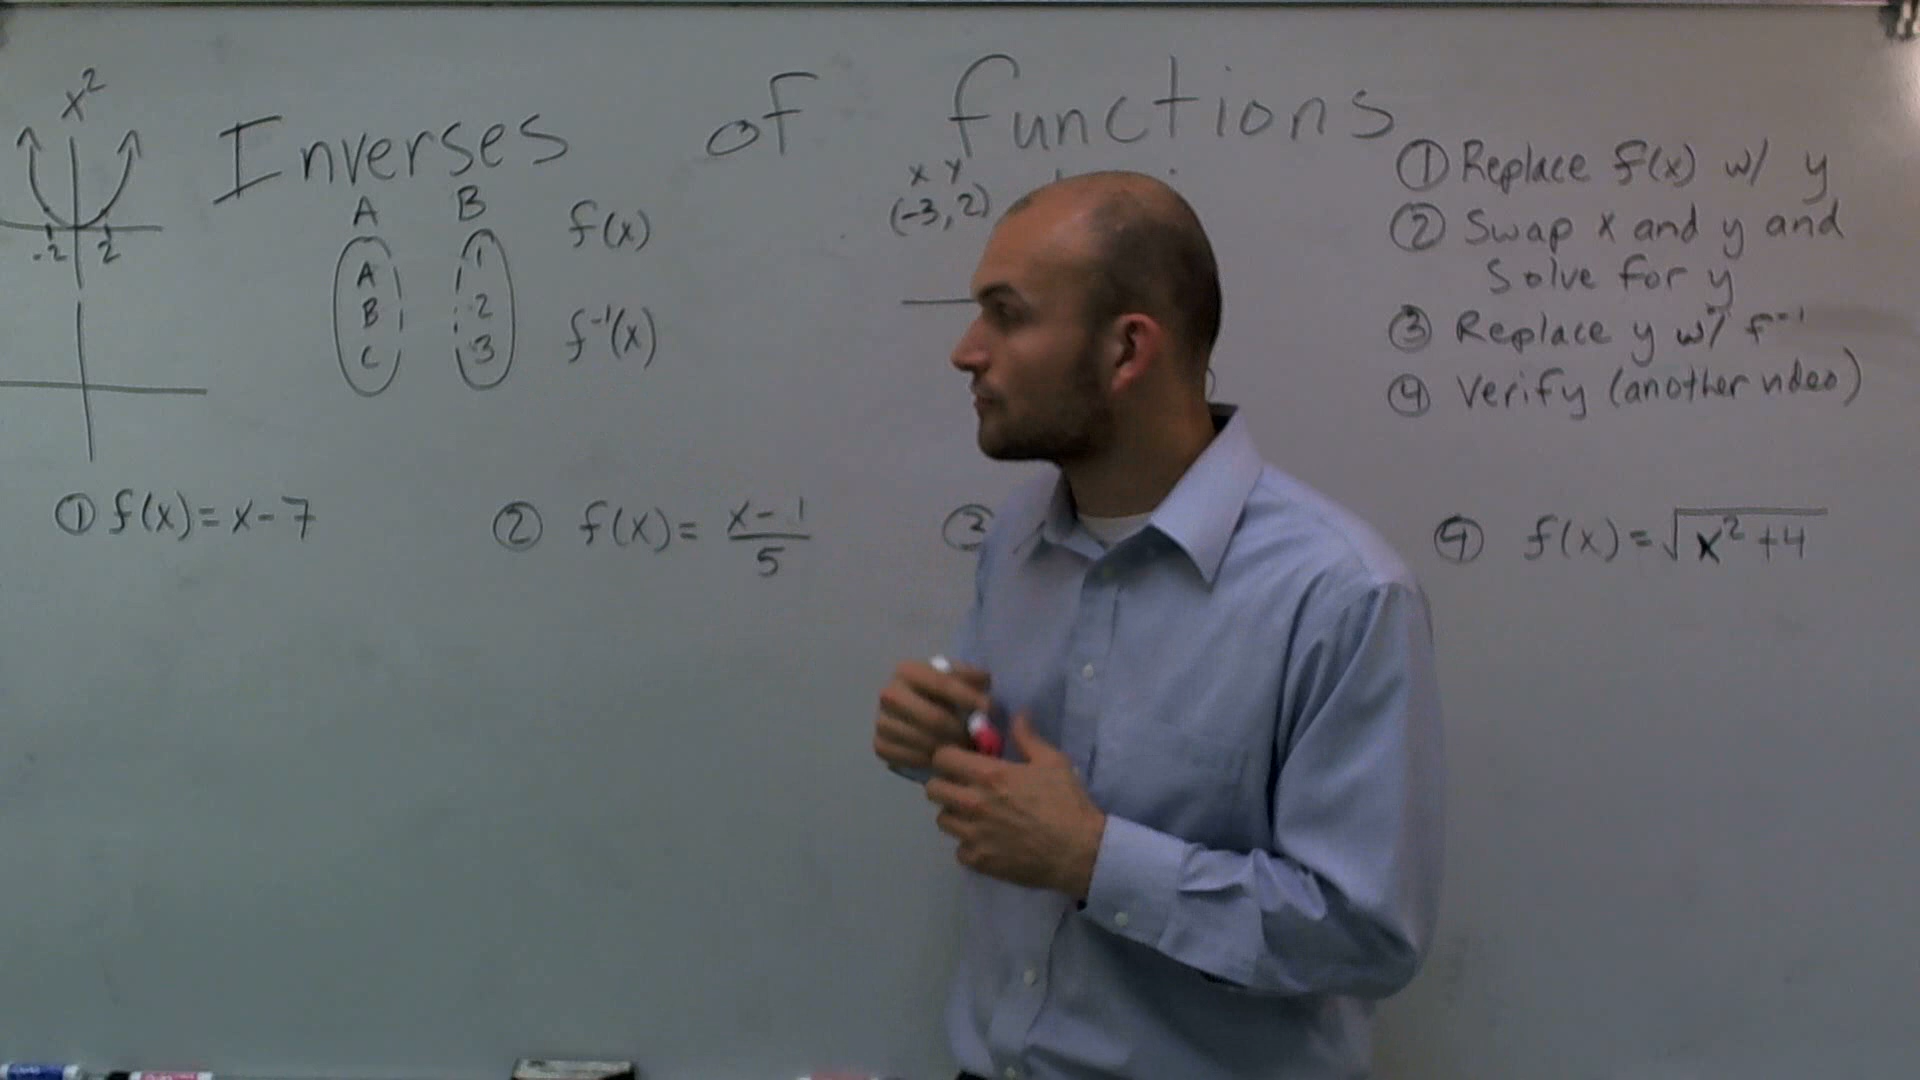 x²
-2 2
Inverses of functions
A B
A 1
B 2
C 3
f(x)
f⁻¹(x)
x y
(-3, 2)
① Replace f(x) w/ y
② Swap x and y and
Solve for y
③ Replace y w/ f⁻¹
④ Verify (another video)
① f(x) = x - 7
② f(x) = x - 1 / 5
③
④ f(x) = √x² + 4